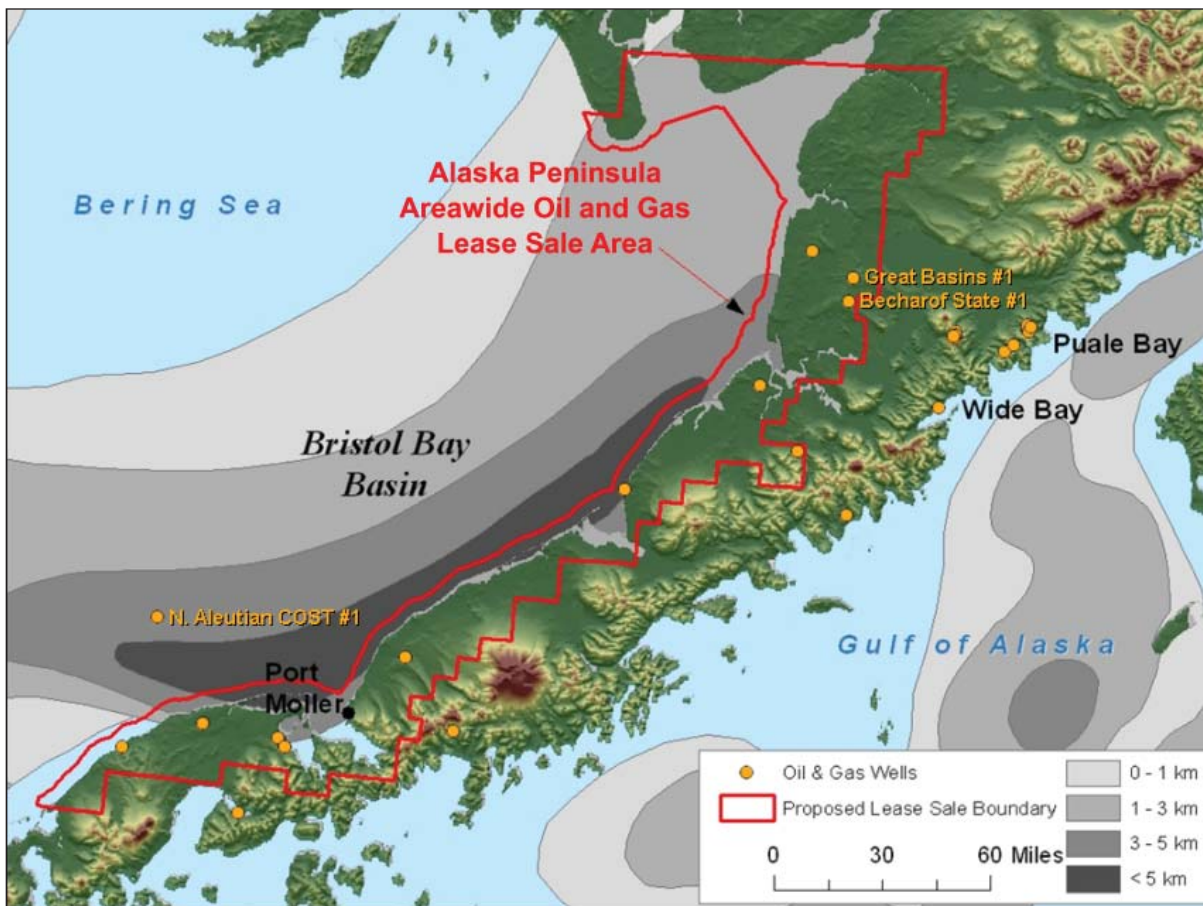 Alaska Peninsula
Areawide Oil and Gas
Lease Sale Area
Bering Sea
Great Basins #1
Becharof State #1
Puale Bay
Wide Bay
Bristol Bay
Basin
N. Aleutian COST #1
Gulf of Alaska
Port
Moller
Oil & Gas Wells
Proposed Lease Sale Boundary
0 30 60 Miles
0 - 1 km
1 - 3 km
3 - 5 km
< 5 km